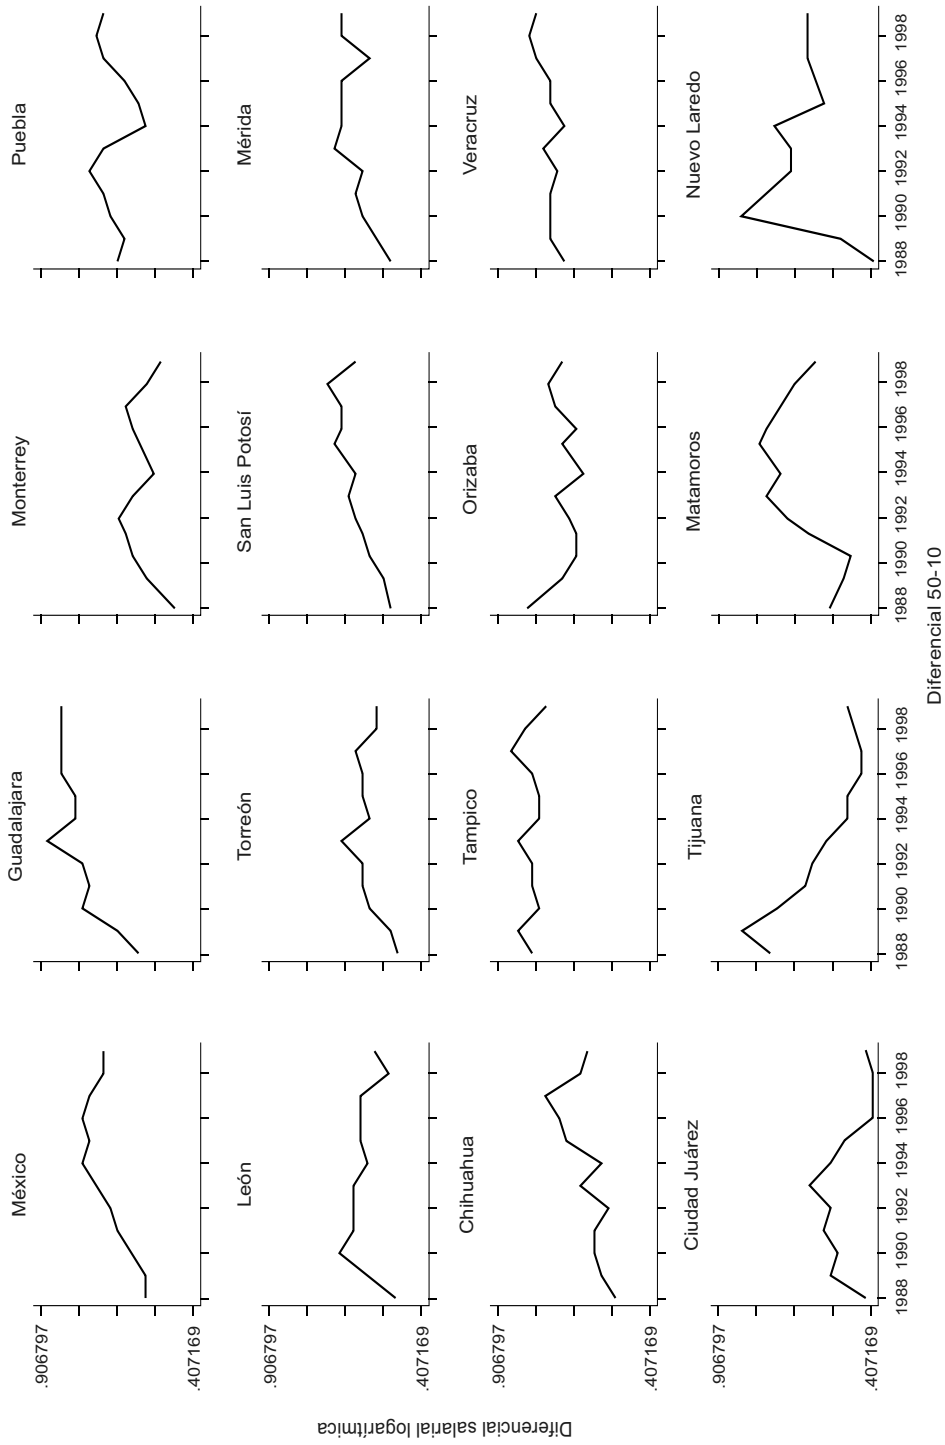 México
Guadalajara
Monterrey
Puebla
.906797
.407169
León
Torreón
San Luis Potosí
Mérida
.906797
.407169
Chihuahua
Tampico
Orizaba
Veracruz
.906797
.407169
Ciudad Juárez
Tijuana
Matamoros
Nuevo Laredo
.906797
.407169
1988 1990 1992 1994 1996 1998
1988 1990 1992 1994 1996 1998
1988 1990 1992 1994 1996 1998
1988 1990 1992 1994 1996 1998
Diferencial salarial logarítmica
Diferencial 50-10